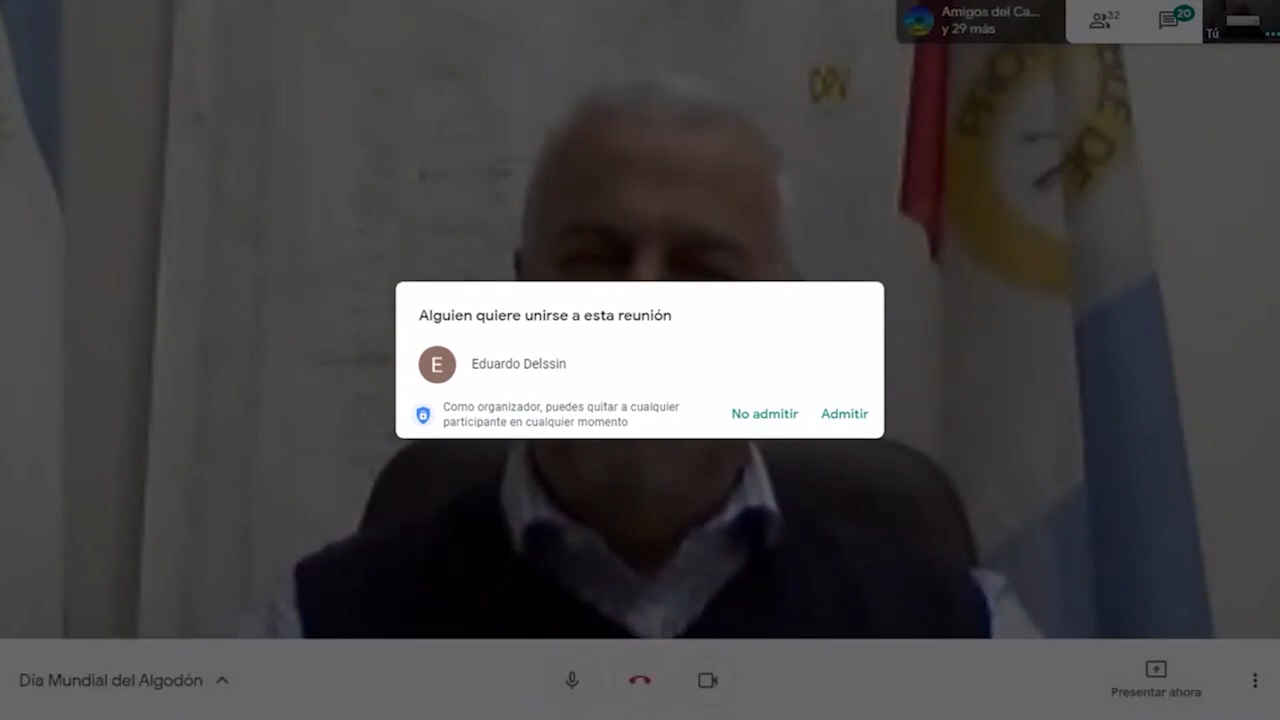 Amigos del Ca...
y 29 más
32
20
Tú
DPV
Alguien quiere unirse a esta reunión
E
Eduardo Delssin
Como organizador, puedes quitar a cualquier
participante en cualquier momento
No admitir
Admitir
Día Mundial del Algodón
Presentar ahora